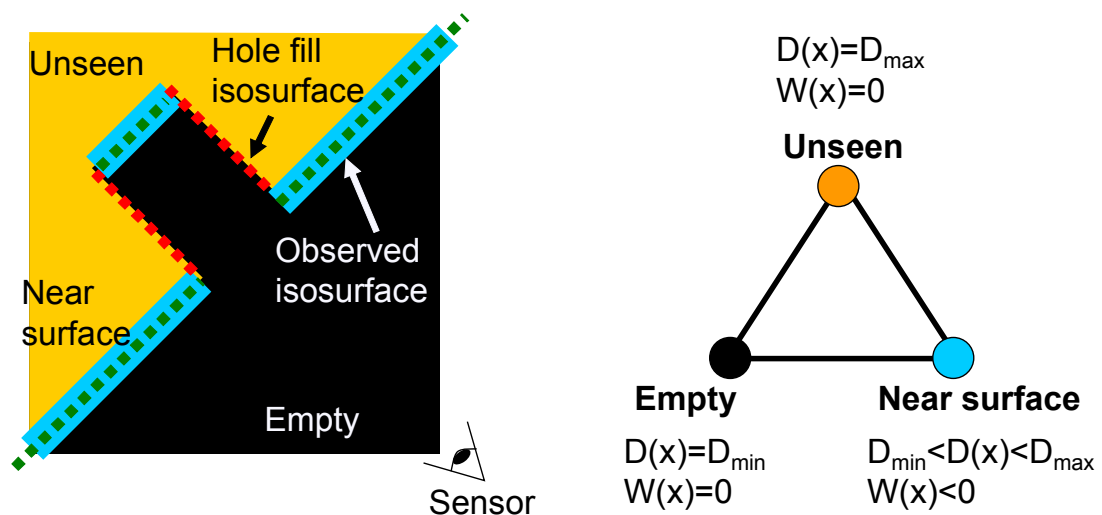 Unseen
Hole fill
isosurface
Observed
isosurface
Near
surface
Empty
Sensor
D(x)=Dmax
W(x)=0
Unseen
Empty
Near surface
D(x)=Dmin
W(x)=0
Dmin<D(x)<Dmax
W(x)<0